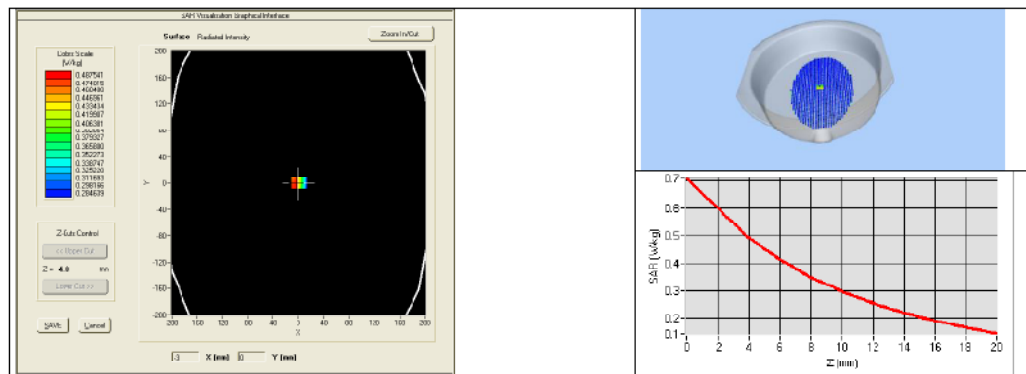 SAR Visualisation Graphical Interface
Surface Radiated Intensity
Zoom In/Out
Color Scale
(W/kg)
0.487541
0.474015
0.460488
0.446961
0.433434
0.419907
0.406381
0.379327
0.365800
0.352273
0.338747
0.325220
0.311693
0.298166
0.284639
200
160
120
80
40
0
40
80
120
160
200
Y
200 160 120 80 40 0 40 80 120 160 200
X
Z-Cuts Control
<< Upper Cut
Z = 4.0 mm
Lower Cut >>
SAVE
Cancel
-3 X (mm) 0 Y (mm)
SAR (W/kg)
0.7
0.6
0.5
0.4
0.3
0.2
0.1
0 2 4 6 8 10 12 14 16 20
Z (mm)